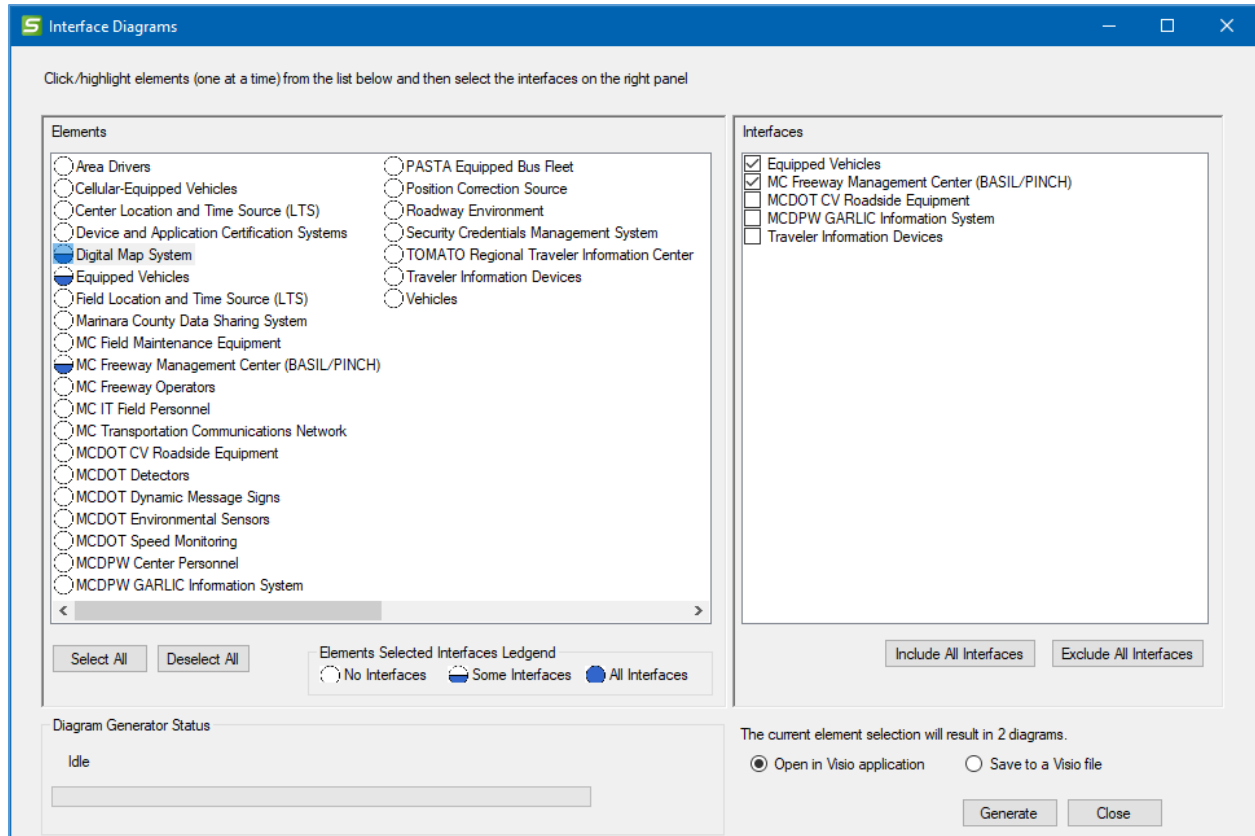 Interface Diagrams
Click/highlight elements (one at a time) from the list below and then select the interfaces on the right panel
Elements
Area Drivers
Cellular-Equipped Vehicles
Center Location and Time Source (LTS)
Device and Application Certification Systems
Digital Map System
Equipped Vehicles
Field Location and Time Source (LTS)
Marinara County Data Sharing System
MC Field Maintenance Equipment
MC Freeway Management Center (BASIL/PINCH)
MC Freeway Operators
MC IT Field Personnel
MC Transportation Communications Network
MCDOT CV Roadside Equipment
MCDOT Detectors
MCDOT Dynamic Message Signs
MCDOT Environmental Sensors
MCDOT Speed Monitoring
MCDPW Center Personnel
MCDPW GARLIC Information System
PASTA Equipped Bus Fleet
Position Correction Source
Roadway Environment
Security Credentials Management System
TOMATO Regional Traveler Information Center
Traveler Information Devices
Vehicles
Select All
Deselect All
Elements Selected Interfaces Ledgend
No Interfaces
Some Interfaces
All Interfaces
Interfaces
Equipped Vehicles
MC Freeway Management Center (BASIL/PINCH)
MCDOT CV Roadside Equipment
MCDPW GARLIC Information System
Traveler Information Devices
Include All Interfaces
Exclude All Interfaces
Diagram Generator Status
Idle
The current element selection will result in 2 diagrams.
Open in Visio application
Save to a Visio file
Generate
Close